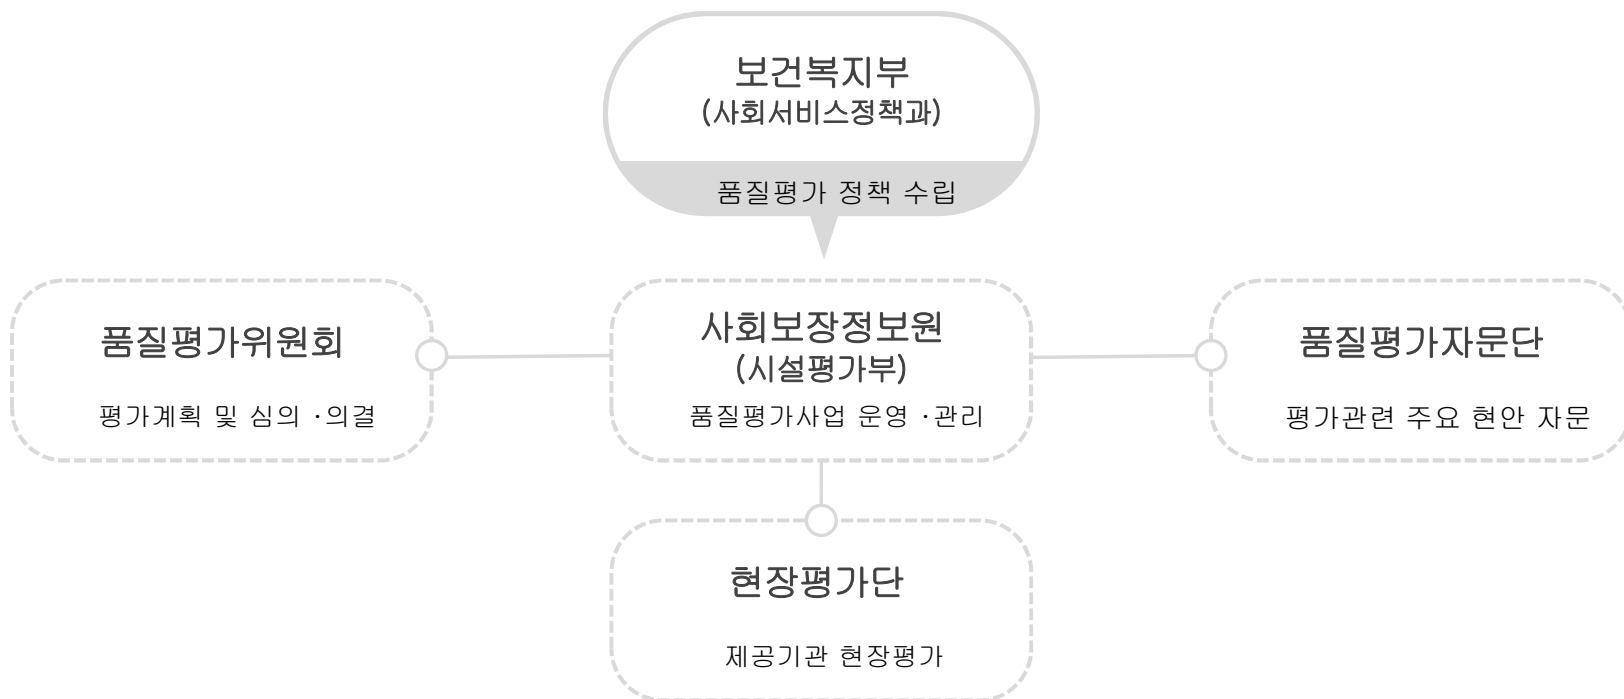 보건복지부
(사회서비스정책과)
품질평가 정책 수립
품질평가위원회
평가계획 및 심의 ·의결
사회보장정보원
(시설평가부)
품질평가사업 운영 ·관리
품질평가자문단
평가관련 주요 현안 자문
현장평가단
제공기관 현장평가